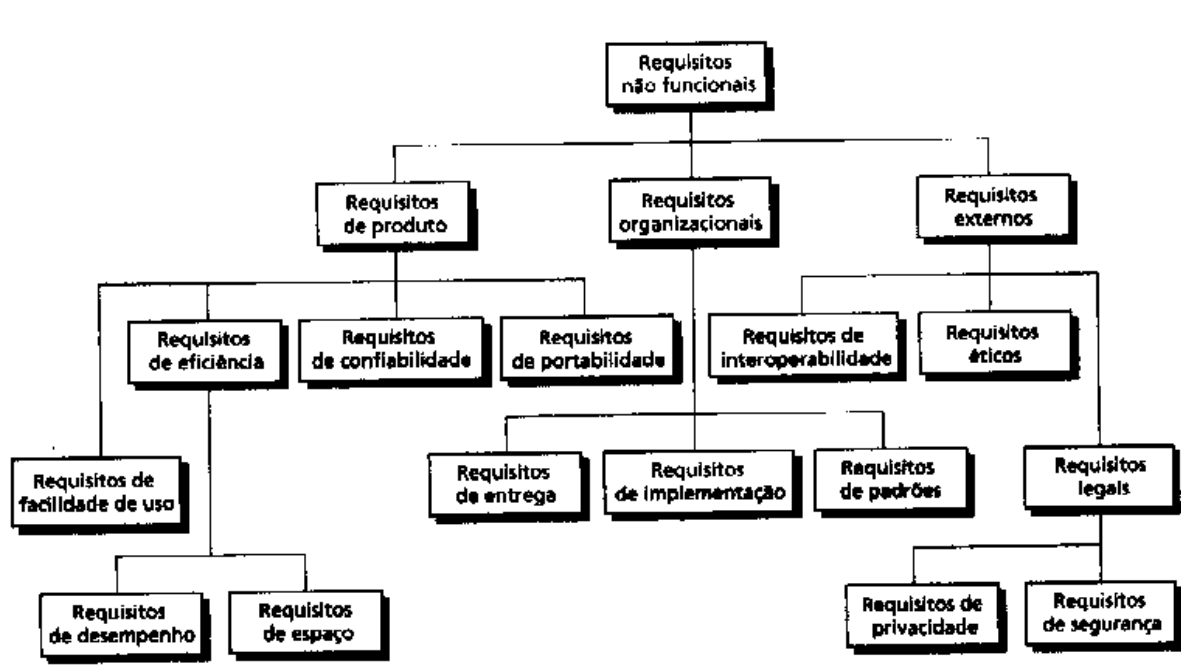 Requisitos
não funcionais
Requisitos
de produto
Requisitos
organizacionais
Requisitos
externos
Requisitos
de eficiência
Requisitos
de confiabilidade
Requisitos
de portabilidade
Requisitos de
interoperabilidade
Requisitos
éticos
Requisitos de
facilidade de uso
Requisitos
de entrega
Requisitos
de implementação
Requisitos
de padrões
Requisitos
legais
Requisitos
de desempenho
Requisitos
de espaço
Requisitos de
privacidade
Requisitos
de segurança